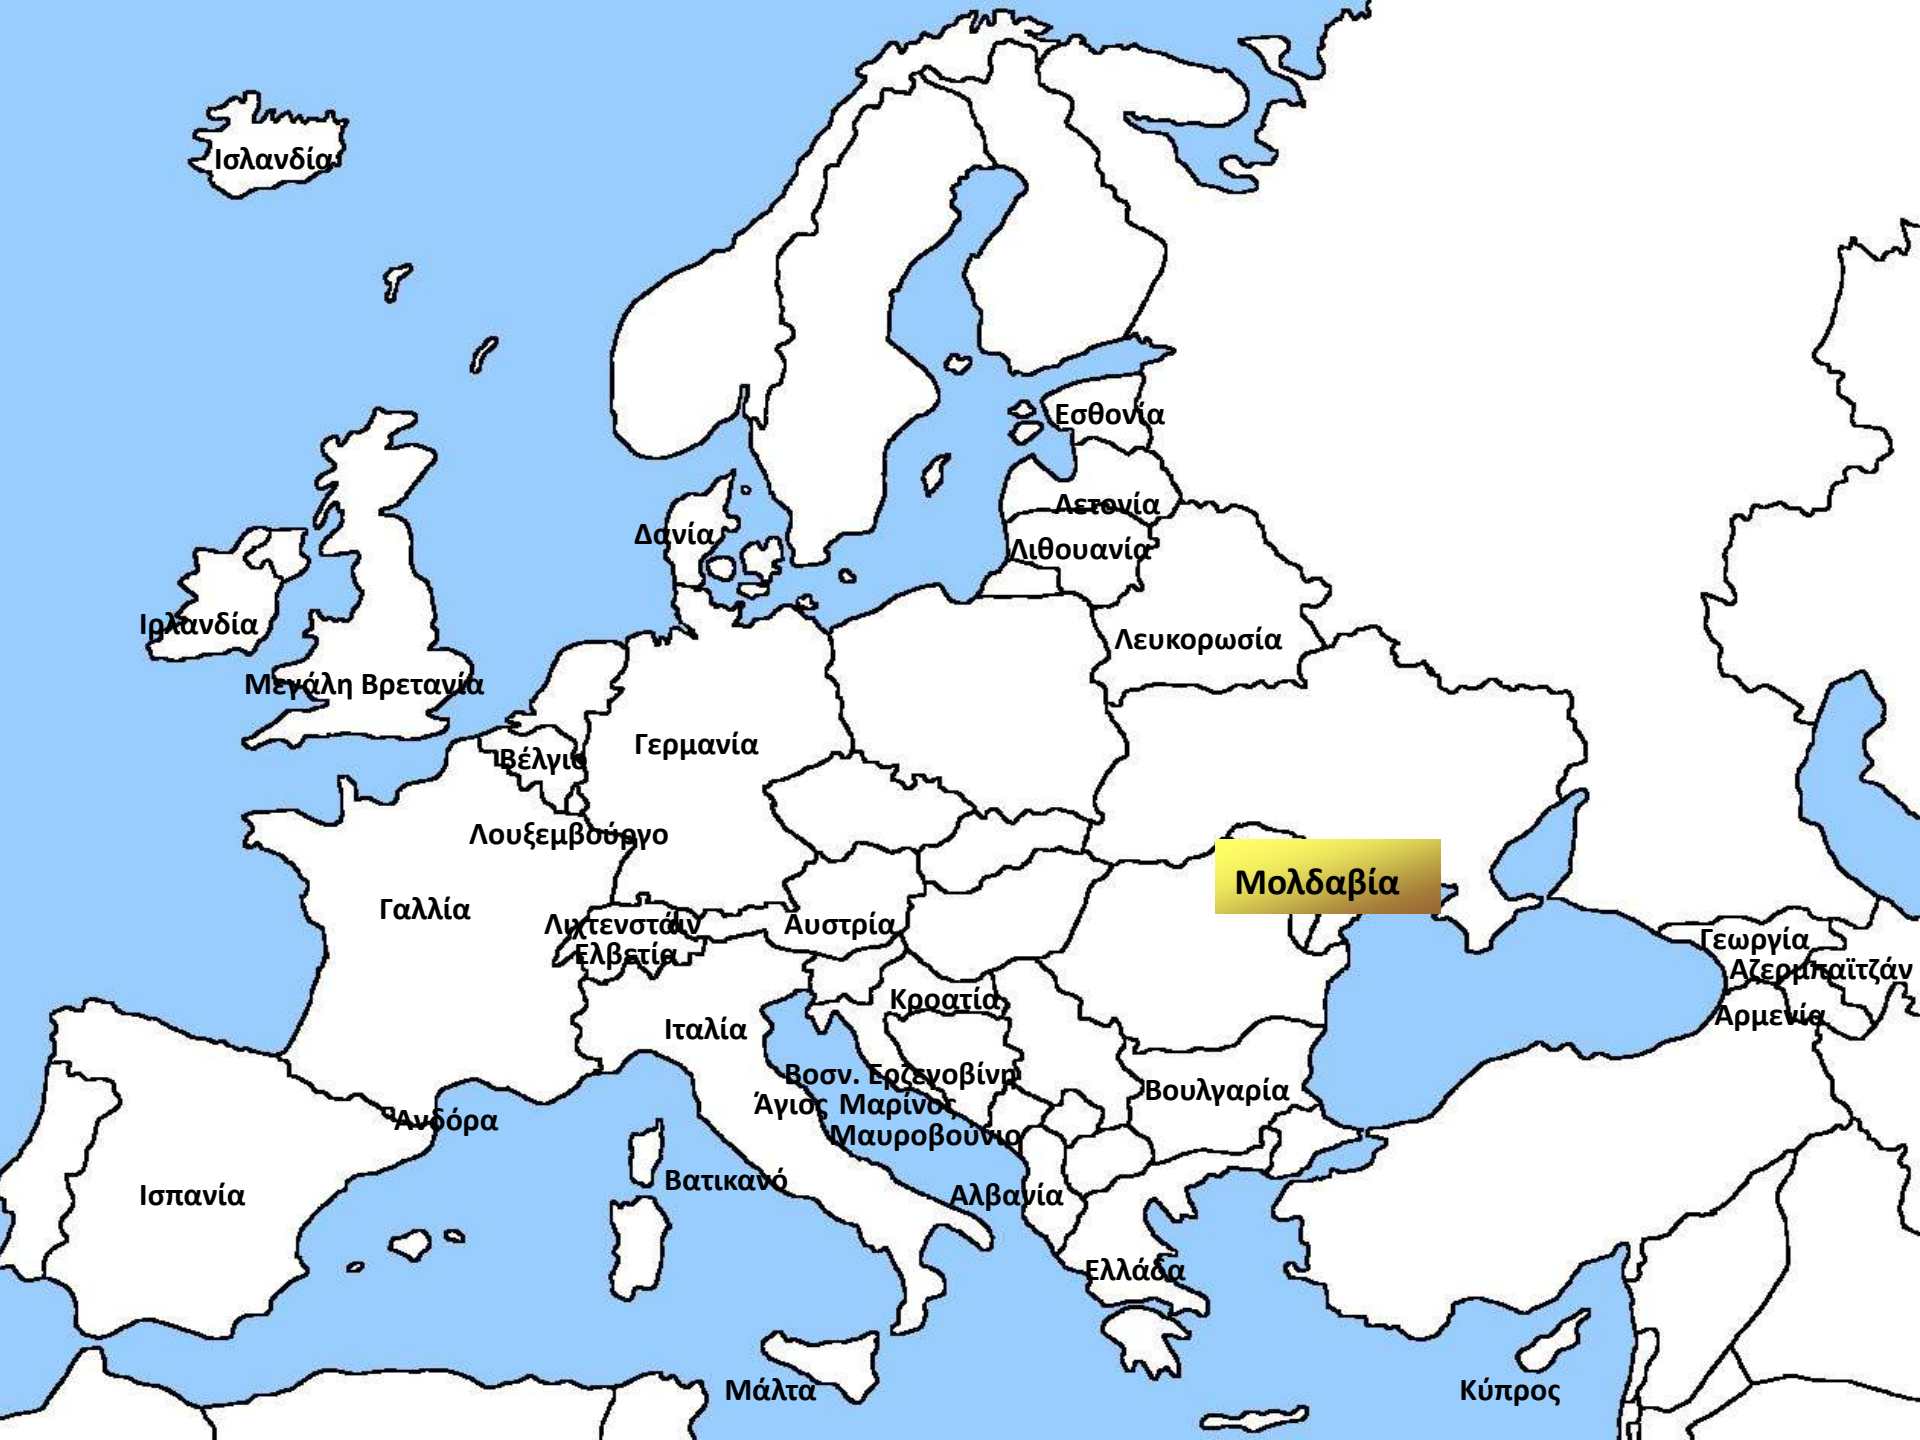 Ισλανδία
Εσθονία
Λετονία
Δανία
Λιθουανία
Ιρλανδία
Λευκορωσία
Μεγάλη Βρετανία
Γερμανία
Βέλγιο
Λουξεμβούργο
Μολδαβία
Γαλλία
Λιχτενστάιν
Αυστρία
Γεωργία
Ελβετία
Αζερμπαϊτζάν
Κροατία
Αρμενία
Ιταλία
Βοσν. Ερζεγοβίνη
Βουλγαρία
Άγιος Μαρίνος
Ανδόρα
Μαυροβούνιο
Βατικανό
Ισπανία
Αλβανία
Ελλάδα
Μάλτα
Κύπρος